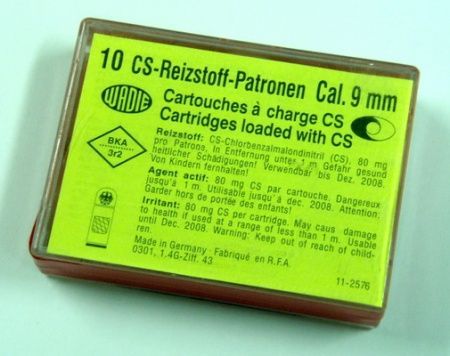 10 CS-Reizstoff-Patronen Cal. 9 mm
WADIE
Cartouches à charge CS
Cartridges loaded with CS
BKA
3r2
Reizstoff: CS-Chlorbenzalmalondinitril (CS), 80 mg
pro Patrone, In Entfernung unter 1 m Gefahr gesund
heitlicher Schädigungen! Verwendbar bis Dez. 2008.
Von Kindern fernhalten!
Agent actif: 80 mg CS par cartouche. Dangereux
jusqu'à 1 m. Utilisable jusqu'a dec. 2008. Attention:
Garder hors de portée des enfants!
Irritant: 80 mg CS per cartridge. May caus damage
to health if used at a range of less than 1 m. Usable
until Dec. 2008. Warning: Keep out of reach of child-
ren.
Made in Germany · Fabriqué en R.F.A.
0301, 1.4G-Ziff. 43
11-2576